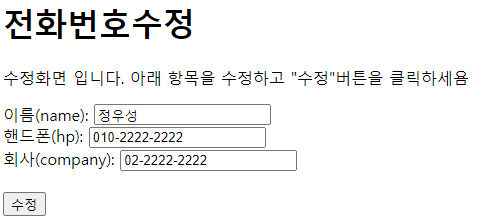 전화번호수정
수정화면 입니다. 아래 항목을 수정하고 "수정"버튼을 클릭하세욤
이름(name): 정우성
핸드폰(hp): 010-2222-2222
회사(company): 02-2222-2222
수정